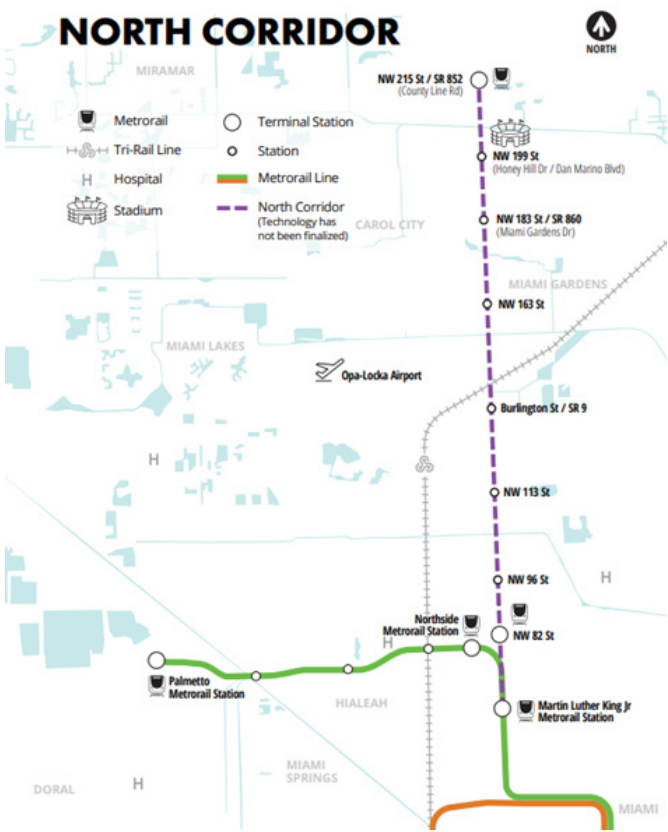 NORTH CORRIDOR
NORTH
MIRAMAR
NW 215 St / SR 852
(County Line Rd)
Metrorail
Terminal Station
Tri-Rail Line
Station
H
Hospital
Metrorail Line
Stadium
North Corridor
(Technology has
not been finalized)
NW 199 St
(Honey Hill Dr / Dan Marino Blvd)
CAROL CITY
NW 183 St / SR 860
(Miami Gardens Dr)
MIAMI GARDENS
NW 163 St
MIAMI LAKES
Opa-Locka Airport
Burlington St / SR 9
H
NW 113 St
NW 96 St
H
Northside
Metrorail Station
H
NW 82 St
Palmetto
Metrorail Station
HIALEAH
Martin Luther King Jr
Metrorail Station
MIAMI
SPRINGS
DORAL
H
MIAMI